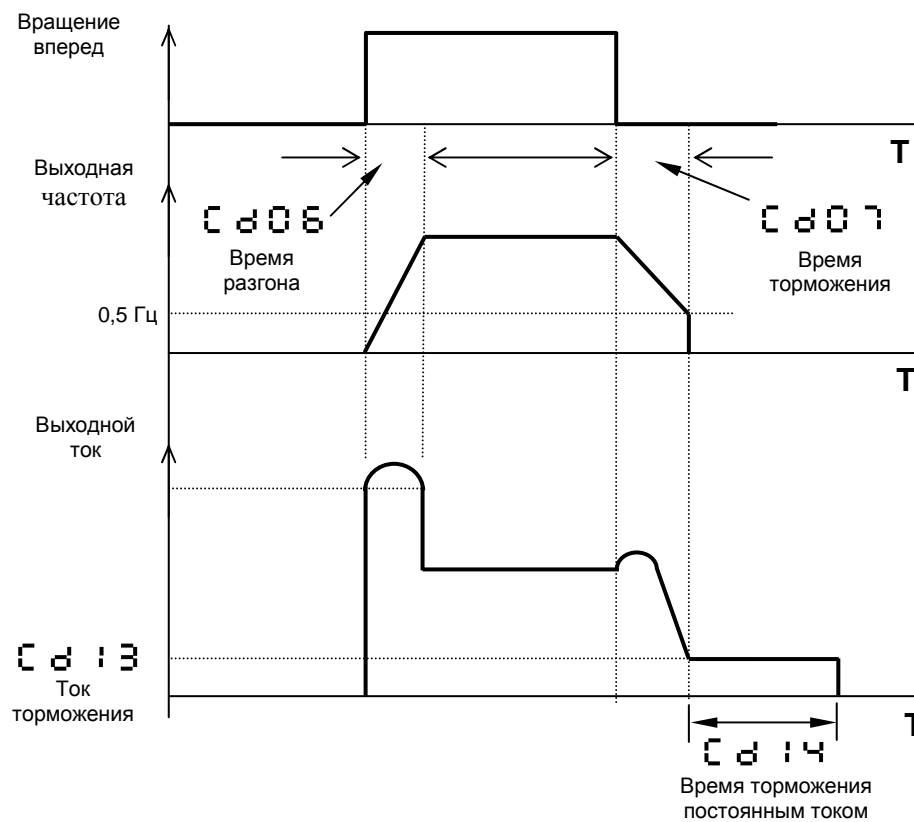 Вращение
вперед
T
Выходная
частота
Cd06
Время
разгона
Cd07
Время
торможения
0,5 Гц
T
Выходной
ток
Cd13
Ток
торможения
T
Cd14
Время торможения
постоянным током